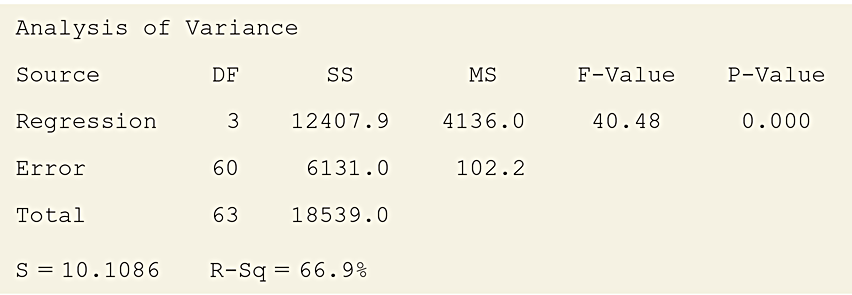 Analysis of Variance
Source DF SS MS F-Value P-Value
Regression 3 12407.9 4136.0 40.48 0.000
Error 60 6131.0 102.2
Total 63 18539.0
S = 10.1086 R-Sq = 66.9%